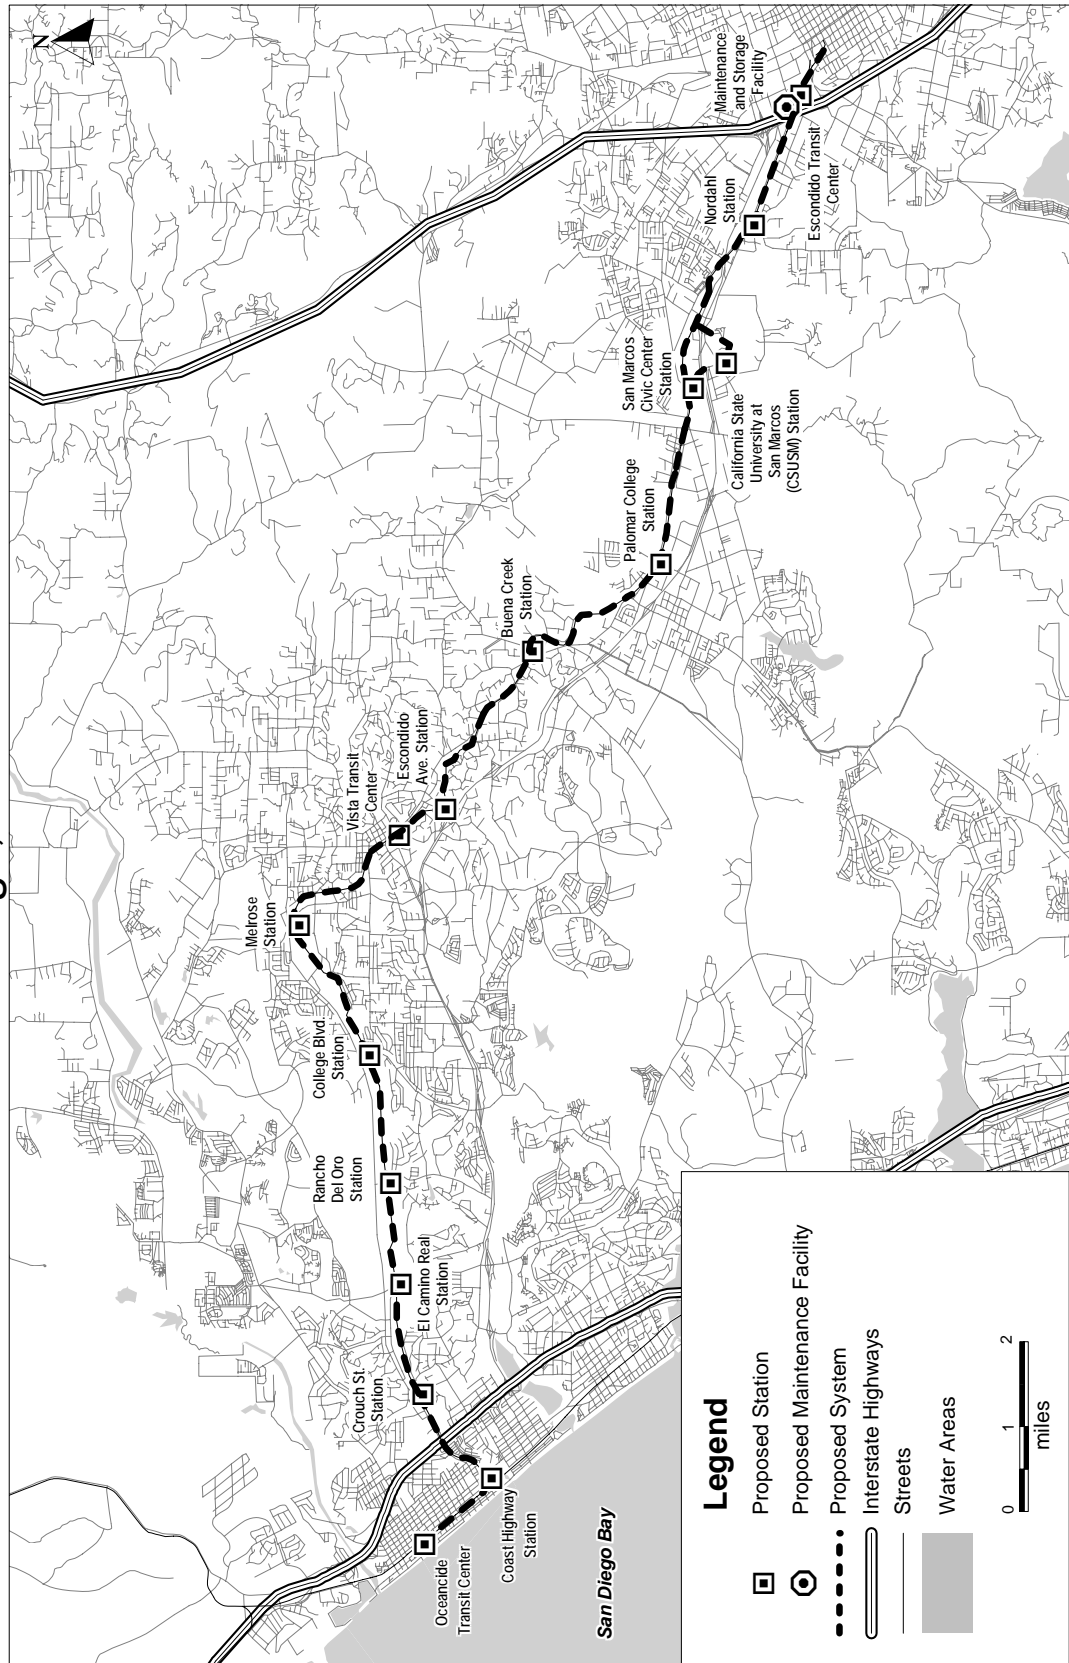 N
Oceancide
Transit Center
Coast Highway
Station
Crouch St.
Station
El Camino Real
Station
Rancho
Del Oro
Station
College Blvd.
Station
Melrose
Station
Vista Transit
Center
Escondido
Ave. Station
Buena Creek
Station
Palomar College
Station
San Marcos
Civic Center
Station
California State
University at
San Marcos
(CSUSM) Station
Nordahl
Station
Escondido Transit
Center
Maintenance
and Storage
Facility
San Diego Bay
Legend
Proposed Station
Proposed Maintenance Facility
Proposed System
Interstate Highways
Streets
Water Areas
0 1 2
miles